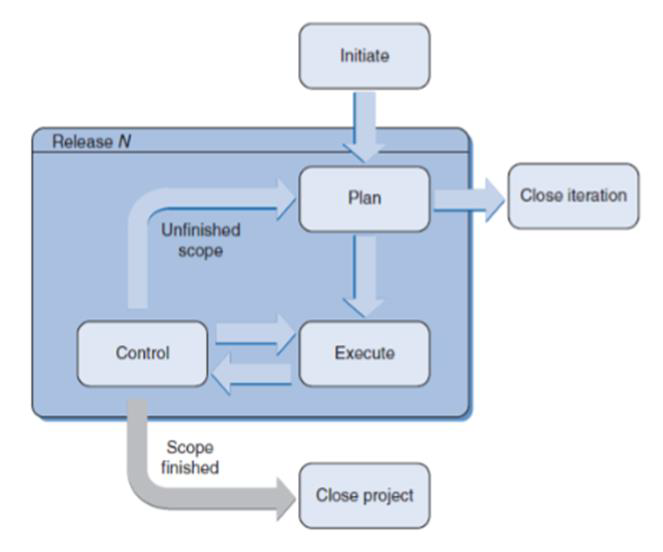 Initiate
Release N
Plan
Close iteration
Unfinished
scope
Control
Execute
Scope
finished
Close project